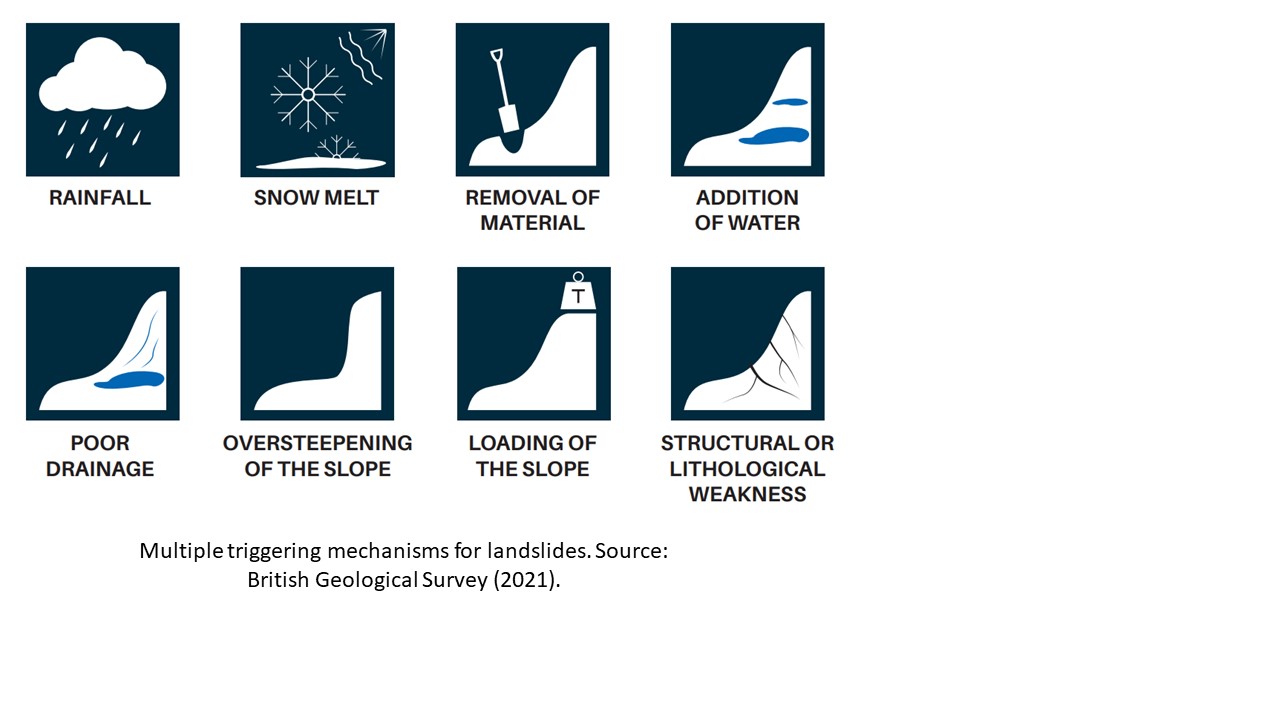 RAINFALL
SNOW MELT
REMOVAL OF
MATERIAL
ADDITION
OF WATER
POOR
DRAINAGE
OVERSTEEPENING
OF THE SLOPE
T
LOADING OF
THE SLOPE
STRUCTURAL OR
LITHOLOGICAL
WEAKNESS
Multiple triggering mechanisms for landslides. Source:
British Geological Survey (2021).